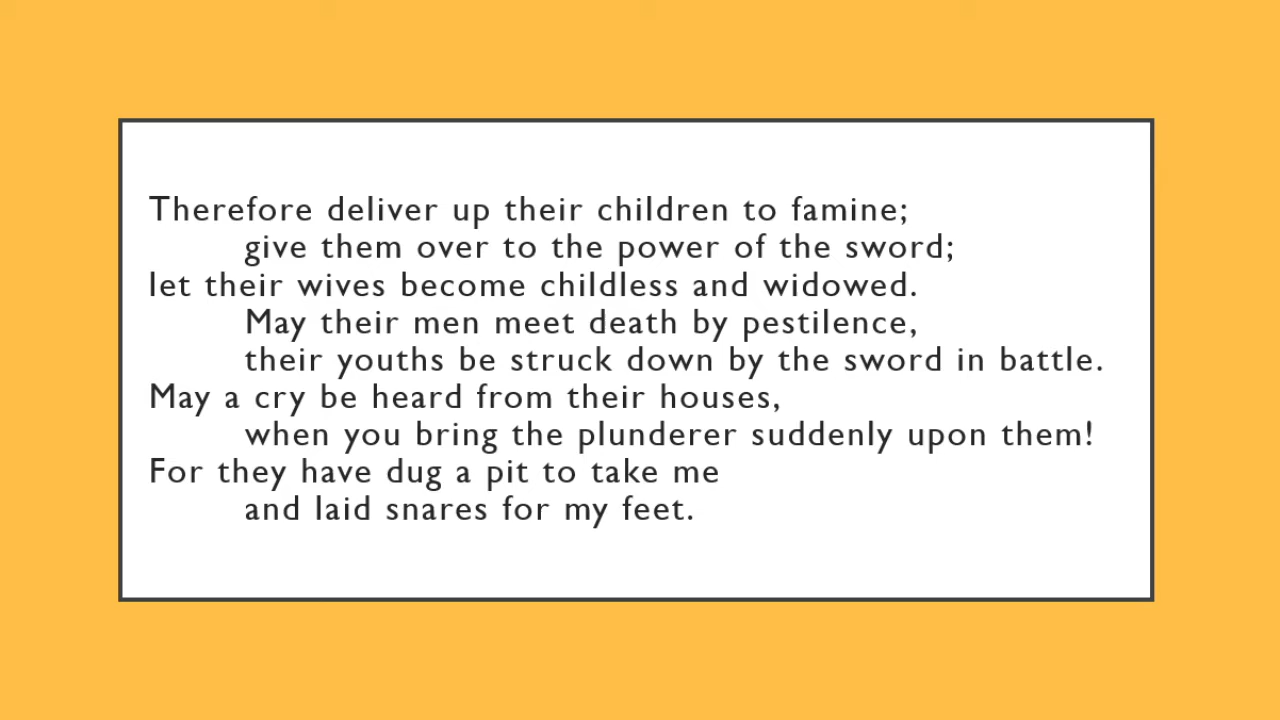 Therefore deliver up their children to famine;
give them over to the power of the sword;
let their wives become childless and widowed.
May their men meet death by pestilence,
their youths be struck down by the sword in battle.
May a cry be heard from their houses,
when you bring the plunderer suddenly upon them!
For they have dug a pit to take me
and laid snares for my feet.